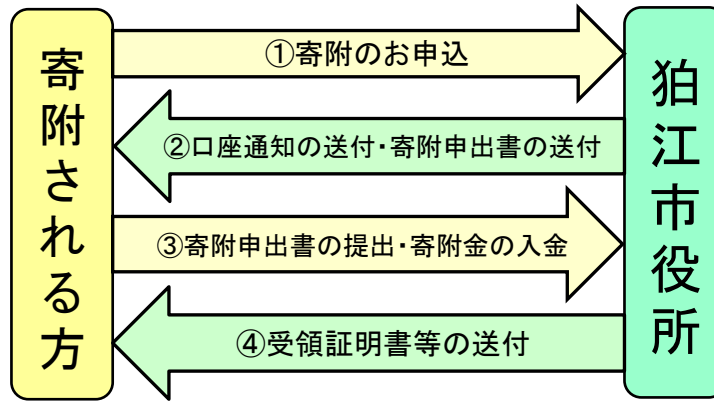 寄附される方
①寄附のお申込
②口座通知の送付・寄附申出書の送付
③寄附申出書の提出・寄附金の入金
④受領証明書等の送付
狛江市役所